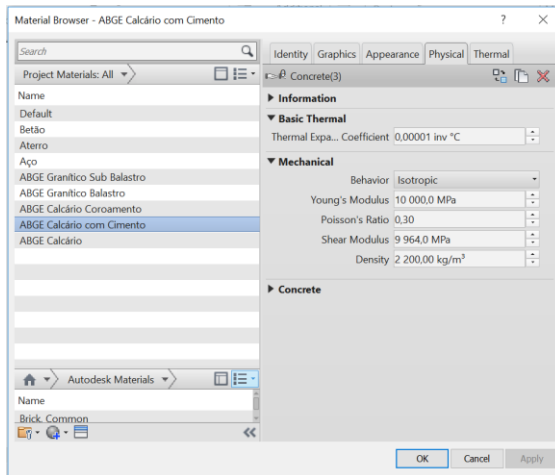 Material Browser - ABGE Calcário com Cimento
Search
Project Materials: All
Name
Default
Betão
Aterro
Aço
ABGE Granítico Sub Balastro
ABGE Granítico Balastro
ABGE Calcário Coroamento
ABGE Calcário com Cimento
ABGE Calcário
Autodesk Materials
Name
Brick, Common
Identity Graphics Appearance Physical Thermal
Concrete(3)
Information
Basic Thermal
Thermal Expa... Coefficient 0,00001 inv °C
Mechanical
Behavior Isotropic
Young's Modulus 10 000,0 MPa
Poisson's Ratio 0,30
Shear Modulus 9 964,0 MPa
Density 2 200,00 kg/m³
Concrete
OK Cancel Apply